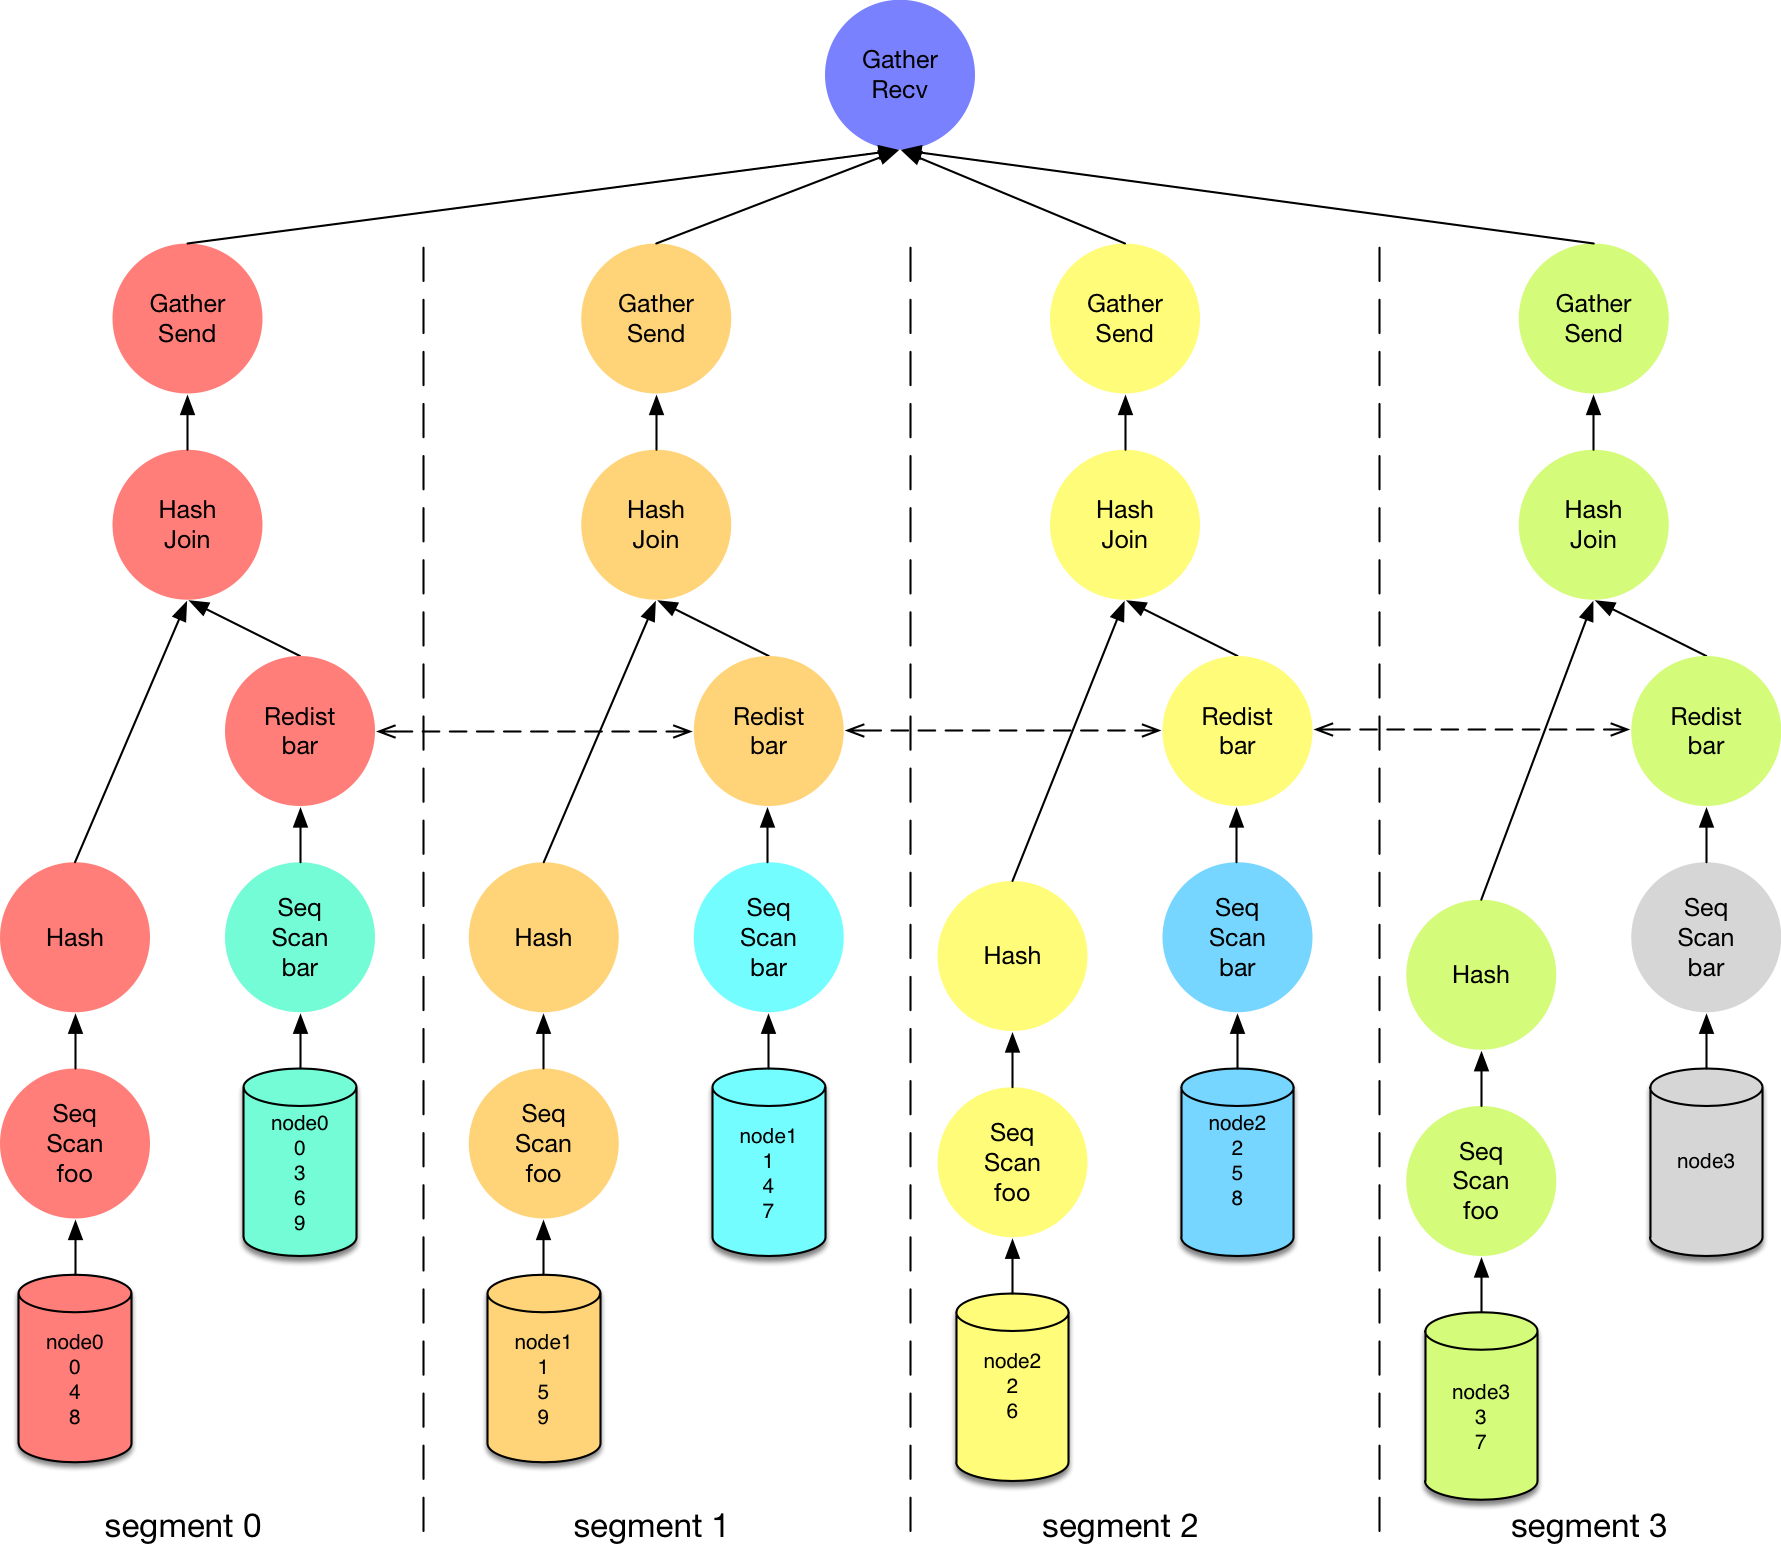 Gather
Recv
Gather
Send
Gather
Send
Gather
Send
Gather
Send
Hash
Join
Hash
Join
Hash
Join
Hash
Join
Redist
bar
Redist
bar
Redist
bar
Redist
bar
Hash
Seq
Scan
bar
Hash
Seq
Scan
bar
Hash
Seq
Scan
bar
Hash
Seq
Scan
bar
Seq
Scan
foo
node0
0
3
6
9
Seq
Scan
foo
node1
1
4
7
Seq
Scan
foo
node2
2
5
8
Seq
Scan
foo
node3
node0
0
4
8
node1
1
5
9
node2
2
6
node3
3
7
segment 0
segment 1
segment 2
segment 3